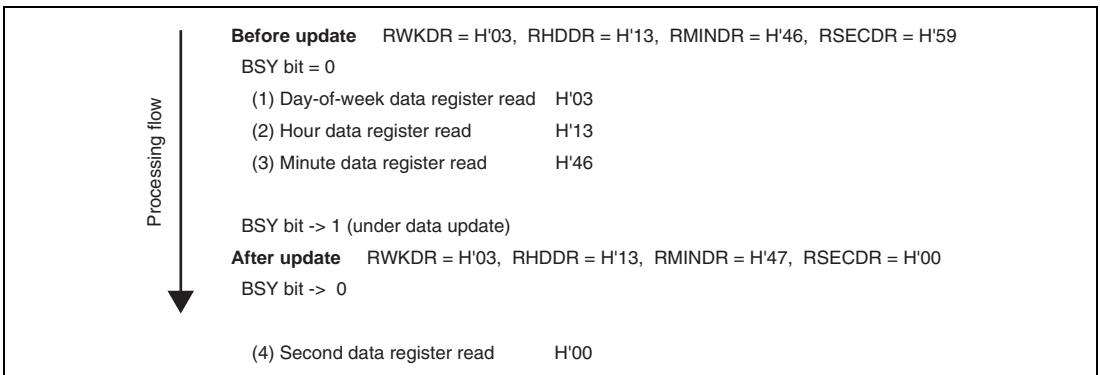 Processing flow
Before update RWKDR = H'03, RHDDR = H'13, RMINDR = H'46, RSECDR = H'59
BSY bit = 0
(1) Day-of-week data register read H'03
(2) Hour data register read H'13
(3) Minute data register read H'46
BSY bit -> 1 (under data update)
After update RWKDR = H'03, RHDDR = H'13, RMINDR = H'47, RSECDR = H'00
BSY bit -> 0
(4) Second data register read H'00